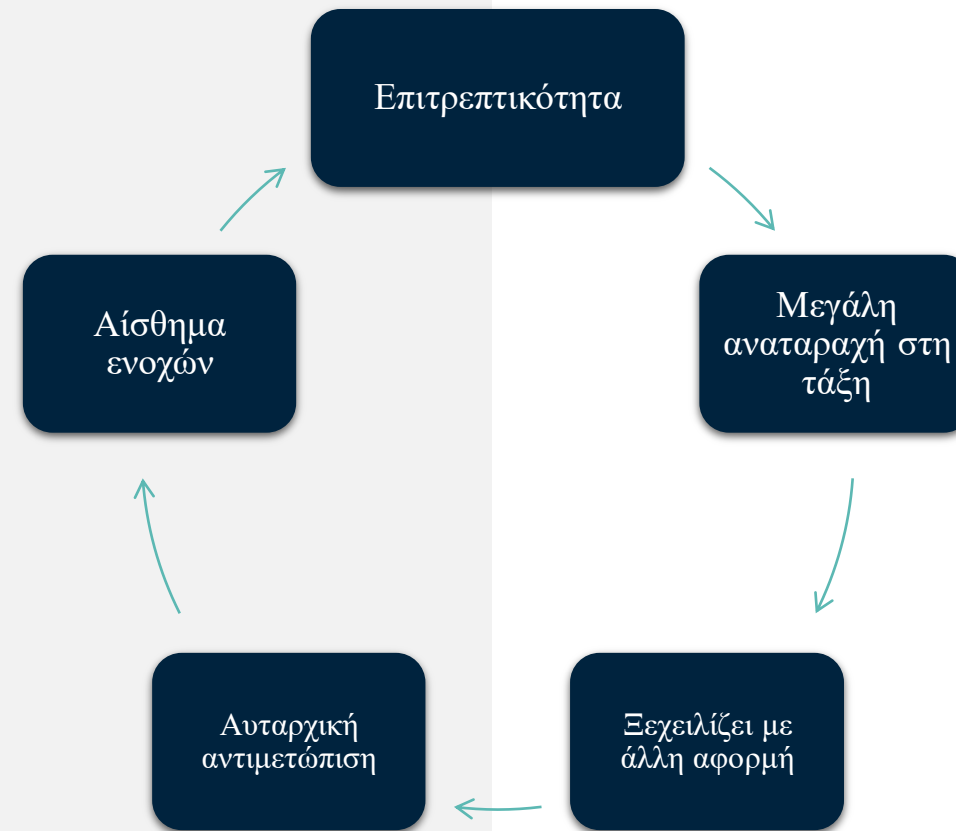 Επιτρεπτικότητα
Μεγάλη
αναταραχή στη
τάξη
Ξεχειλίζει με
άλλη αφορμή
Αυταρχική
αντιμετώπιση
Αίσθημα
ενοχών